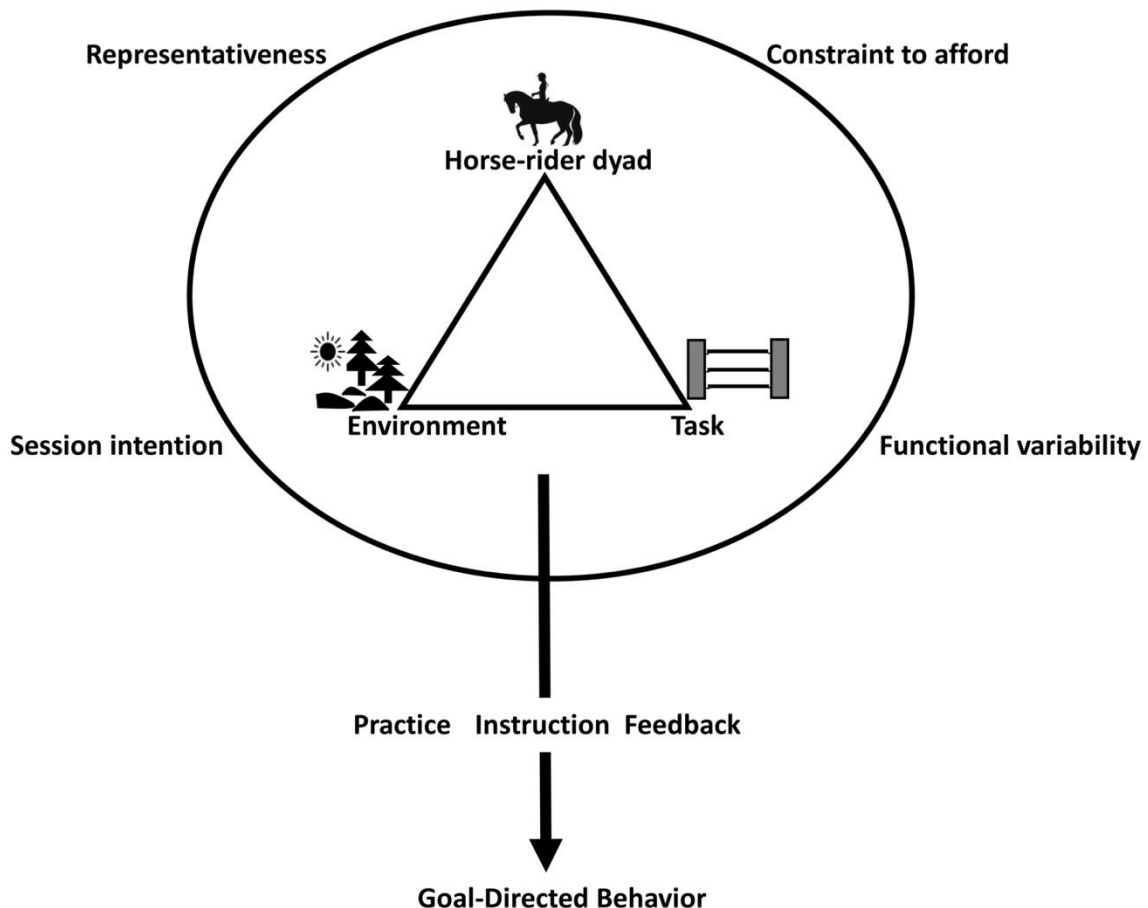 Representativeness
Constraint to afford
Horse-rider dyad
Environment
Task
Session intention
Functional variability
Practice Instruction Feedback
Goal-Directed Behavior